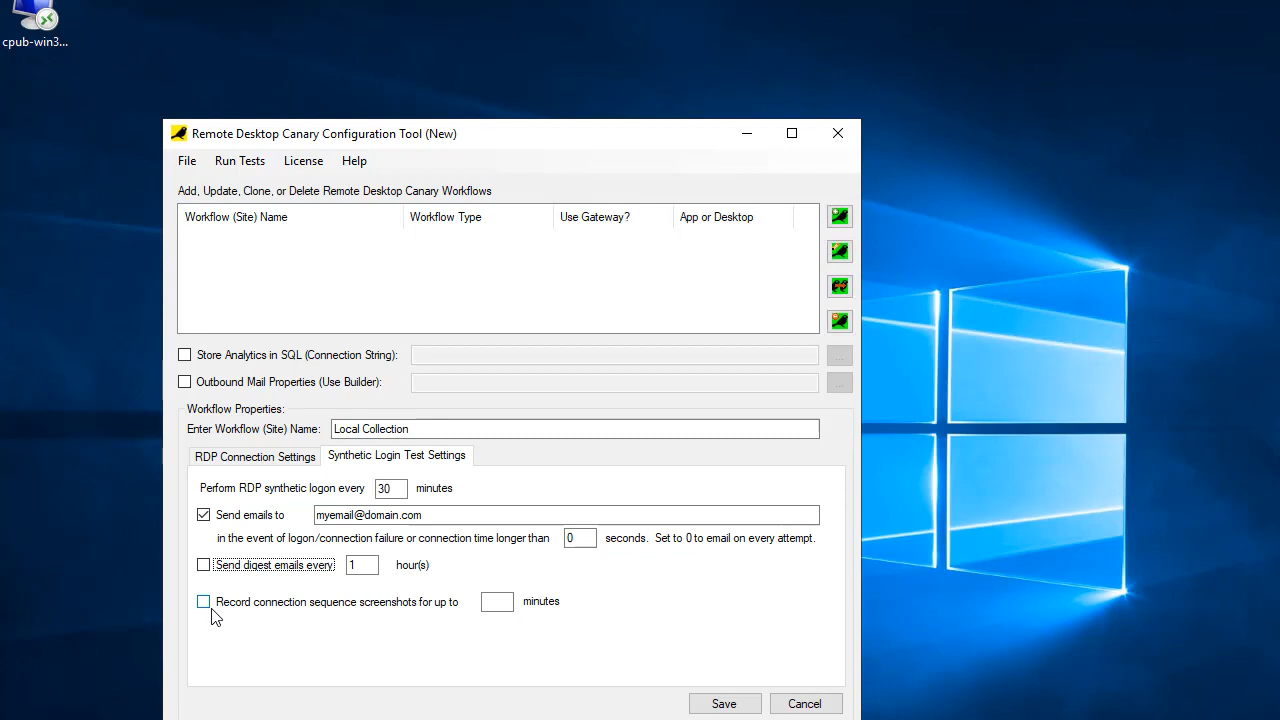 cpub-win3...
Remote Desktop Canary Configuration Tool (New)
File Run Tests License Help
Add, Update, Clone, or Delete Remote Desktop Canary Workflows
Workflow (Site) Name Workflow Type Use Gateway? App or Desktop
Store Analytics in SQL (Connection String): ...
Outbound Mail Properties (Use Builder): ...
Workflow Properties:
Enter Workflow (Site) Name: Local Collection
RDP Connection Settings Synthetic Login Test Settings
Perform RDP synthetic logon every 30 minutes
Send emails to myemail@domain.com
in the event of logon/connection failure or connection time longer than 0 seconds. Set to 0 to email on every attempt.
Send digest emails every 1 hour(s)
Record connection sequence screenshots for up to minutes
Save Cancel